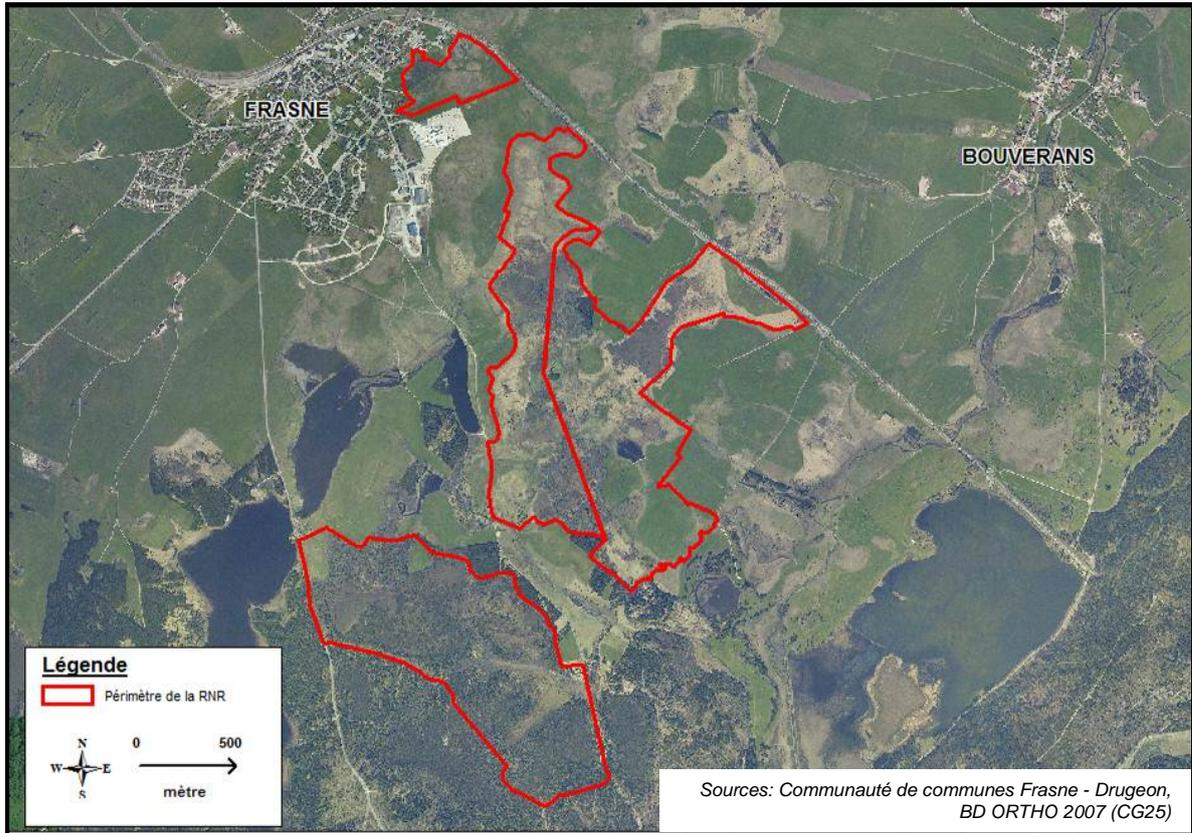 FRASNE
BOUVERANS
Légende
Périmètre de la RNR
N
0 500
W E
S
mètre
Sources: Communauté de communes Frasne - Drugeon,
BD ORTHO 2007 (CG25)